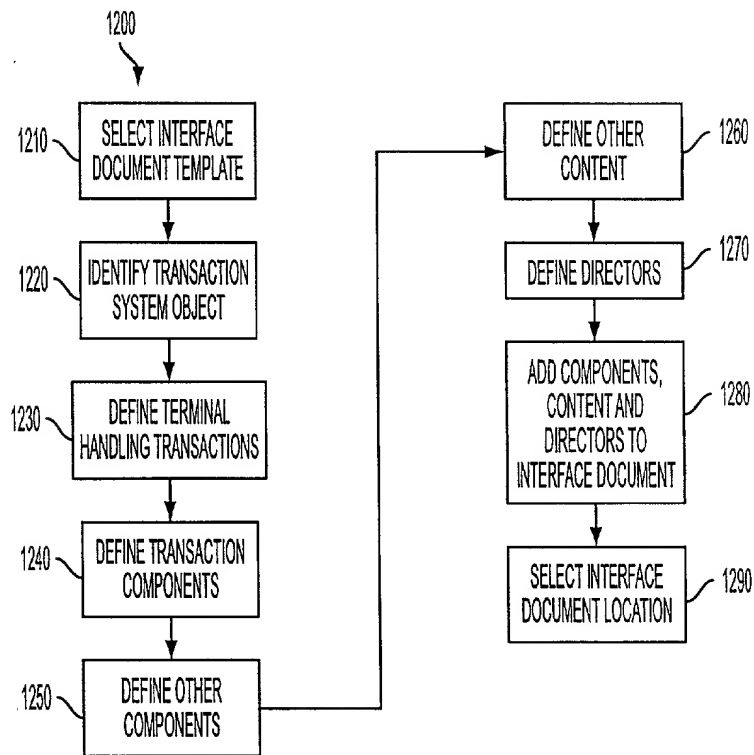 1200
1210
SELECT INTERFACE
DOCUMENT TEMPLATE
1220
IDENTIFY TRANSACTION
SYSTEM OBJECT
1230
DEFINE TERMINAL
HANDLING TRANSACTIONS
1240
DEFINE TRANSACTION
COMPONENTS
1250
DEFINE OTHER
COMPONENTS
DEFINE OTHER
CONTENT
1260
DEFINE DIRECTORS
1270
ADD COMPONENTS,
CONTENT AND
DIRECTORS TO
INTERFACE DOCUMENT
1280
SELECT INTERFACE
DOCUMENT LOCATION
1290